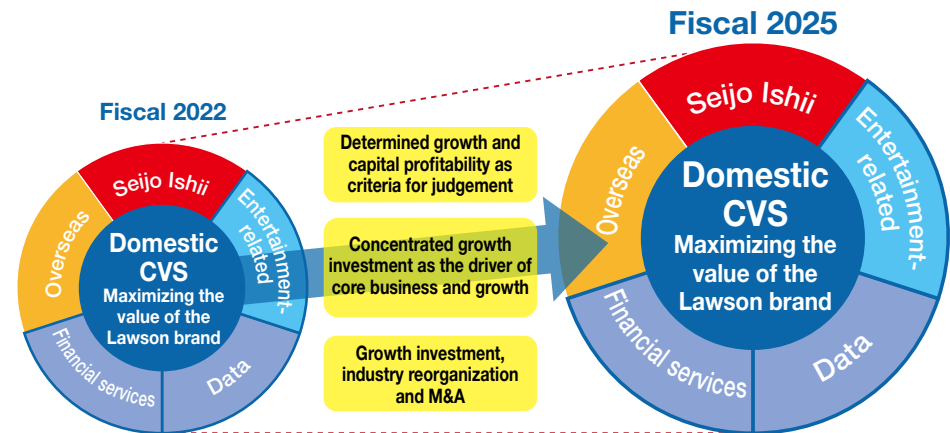 Fiscal 2022
Seijo Ishii
Overseas
Entertainment-
related
Domestic
CVS
Maximizing the
value of the
Lawson brand
Financial services
Data
Determined growth and
capital profitability as
criteria for judgement
Concentrated growth
investment as the driver of
core business and growth
Growth investment,
industry reorganization
and M&A
Fiscal 2025
Seijo Ishii
Overseas
Entertainment-
related
Domestic
CVS
Maximizing the
value of the
Lawson brand
Financial services
Data